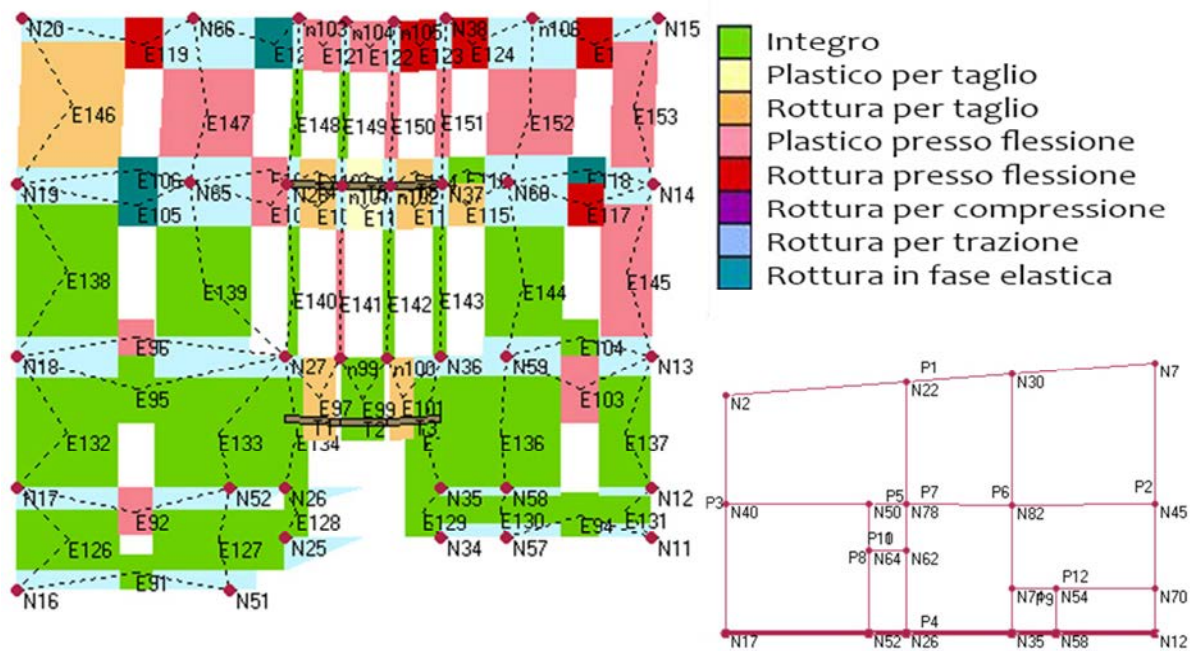 N20 N66 n103 n104 n105 N38 n106 N15
E119 E121 E122 E123 E124
E146 E147 E148 E149 E150 E151 E152 E153
N19 E106 N65 N37 N68 E118 N14
E105 E115 E117
E138 E139 E140 E141 E142 E143 E144 E145
N18 E96 N27 n99 n100 N36 N59 E104 N13
E95 E97 E99 E101 E103
T1 T2 T3
E132 E133 E134 E136 E137
N17 N52 N26 N35 N58 N12
E92 E128 E129 E130 E94 E131
E126 E127 N25 N34 N57 N11
E91
N16 N51
Integro
Plastico per taglio
Rottura per taglio
Plastico presso flessione
Rottura presso flessione
Rottura per compressione
Rottura per trazione
Rottura in fase elastica
P1 N7
N2 N22 N30
P3 P5 P7 P6 P2
N40 N50 N78 N82 N45
P8 N64 N62
P12
N54 N70
P4
N17 N52 N26 N35 N58 N12